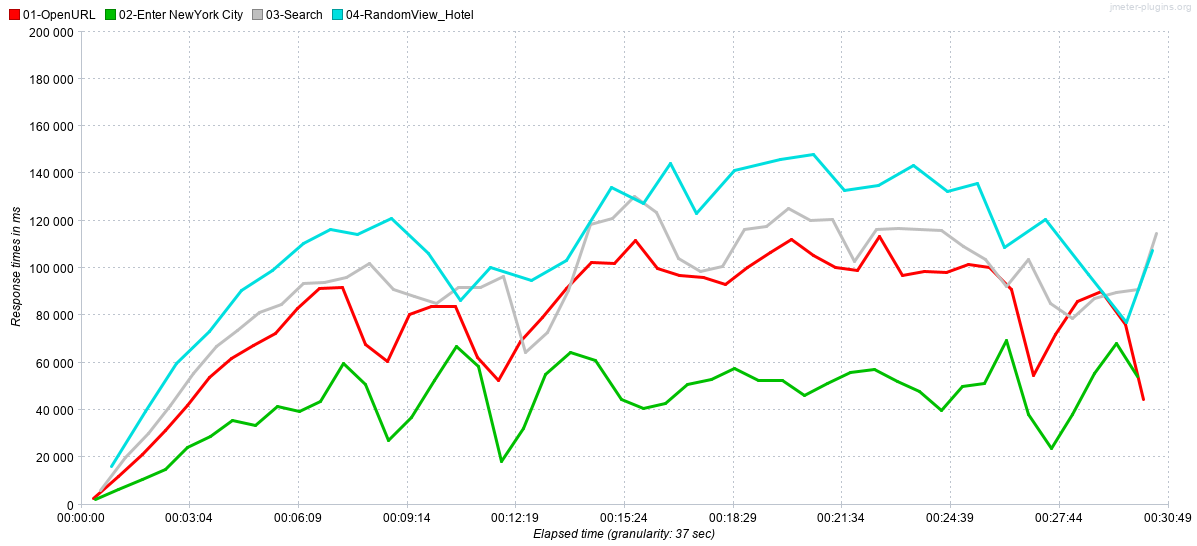 jmeter-plugins.org
01-OpenURL 02-Enter NewYork City 03-Search 04-RandomView_Hotel
200 000
180 000
160 000
140 000
120 000
100 000
80 000
60 000
40 000
20 000
0
Response times in ms
00:00:00 00:03:04 00:06:09 00:09:14 00:12:19 00:15:24 00:18:29 00:21:34 00:24:39 00:27:44 00:30:49
Elapsed time (granularity: 37 sec)